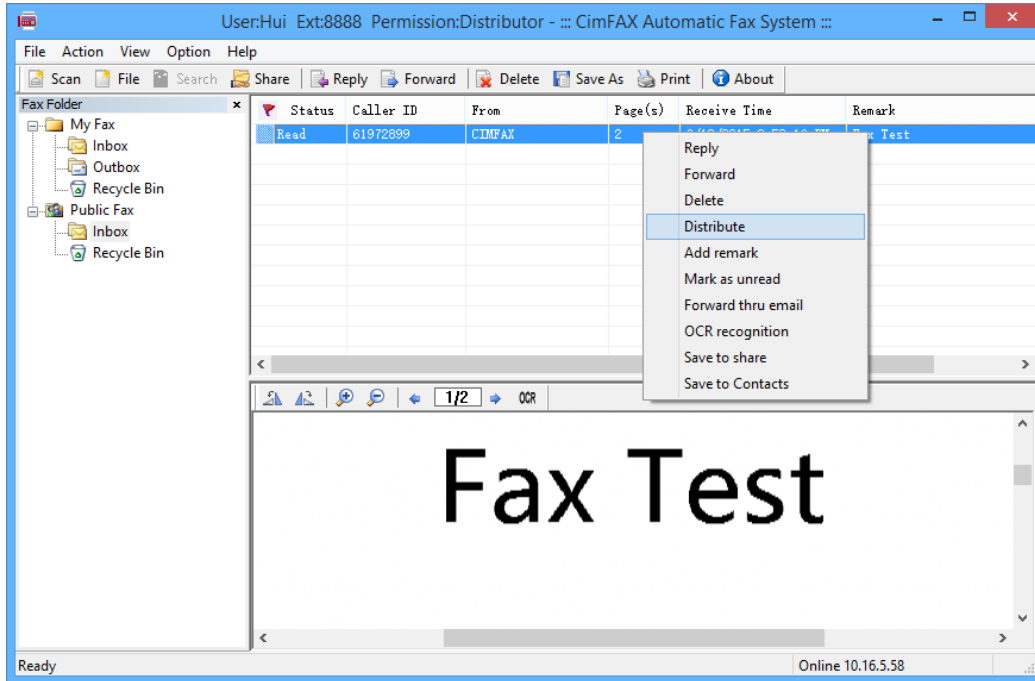 User:Hui Ext:8888 Permission:Distributor - ::: CimFAX Automatic Fax System :::
File Action View Option Help
Scan File Search Share Reply Forward Delete Save As Print About
Fax Folder
My Fax
Inbox
Outbox
Recycle Bin
Public Fax
Inbox
Recycle Bin
Status Caller ID From Page(s) Receive Time Remark
Read 61972899 CIMFAX 2 Test
Reply
Forward
Delete
Distribute
Add remark
Mark as unread
Forward thru email
OCR recognition
Save to share
Save to Contacts
1/2 OCR
Fax Test
Ready Online 10.16.5.58